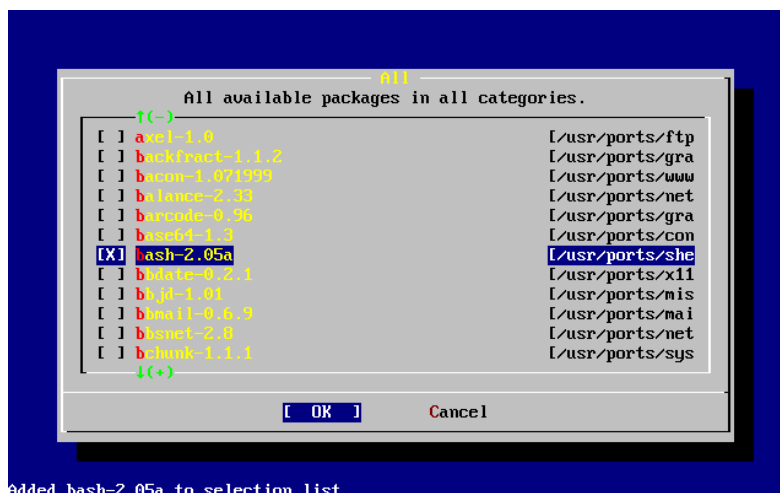 All
All available packages in all categories.
↑(-)
[ ] axel-1.0 [/usr/ports/ftp
[ ] backfract-1.1.2 [/usr/ports/gra
[ ] bacon-1.071999 [/usr/ports/www
[ ] balance-2.33 [/usr/ports/net
[ ] barcode-0.96 [/usr/ports/gra
[ ] base64-1.3 [/usr/ports/con
[X] bash-2.05a [/usr/ports/she
[ ] bbdate-0.2.1 [/usr/ports/x11
[ ] bbjd-1.01 [/usr/ports/mis
[ ] bbmail-0.6.9 [/usr/ports/mai
[ ] bbsnet-2.8 [/usr/ports/net
[ ] bchunk-1.1.1 [/usr/ports/sys
↓(+)
[ OK ] Cancel
Added bash-2.05a to selection list